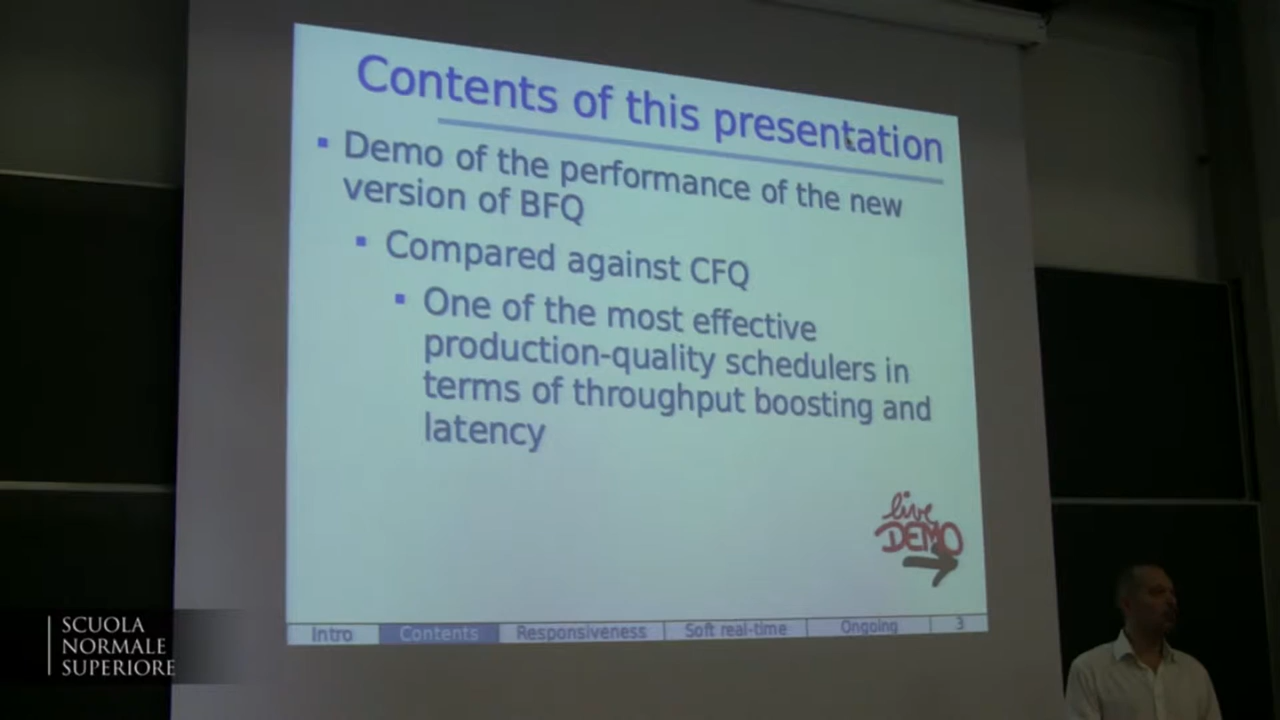 Contents of this presentation
Demo of the performance of the new
version of BFQ
Compared against CFQ
One of the most effective
production-quality schedulers in
terms of throughput boosting and
latency
live
DEMO
Intro Contents Responsiveness Soft real-time Ongoing 3
SCUOLA
NORMALE
SUPERIORE